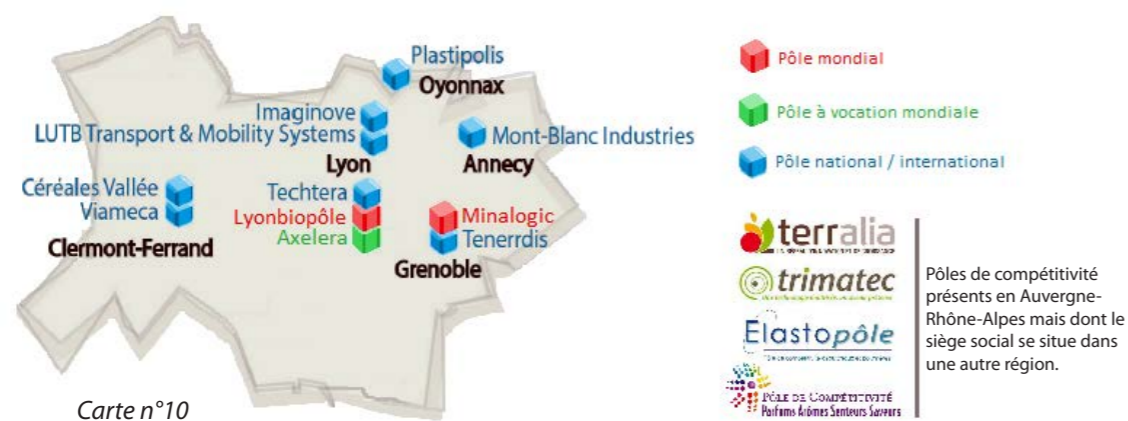 Plastipolis
Oyonnax
Imaginove
LUTB Transport & Mobility Systems
Lyon
Mont-Blanc Industries
Annecy
Céréales Vallée
Viameca
Clermont-Ferrand
Techtera
Lyonbiopôle
Axelera
Minalogic
Tenerrdis
Grenoble
Carte n°10
Pôle mondial
Pôle à vocation mondiale
Pôle national / international
terralia
trimatec
Elastopôle
PÔLE DE COMPÉTITIVITÉ
Parfums Arômes Senteurs Saveurs
Pôles de compétitivité
présents en Auvergne-
Rhône-Alpes mais dont le
siège social se situe dans
une autre région.